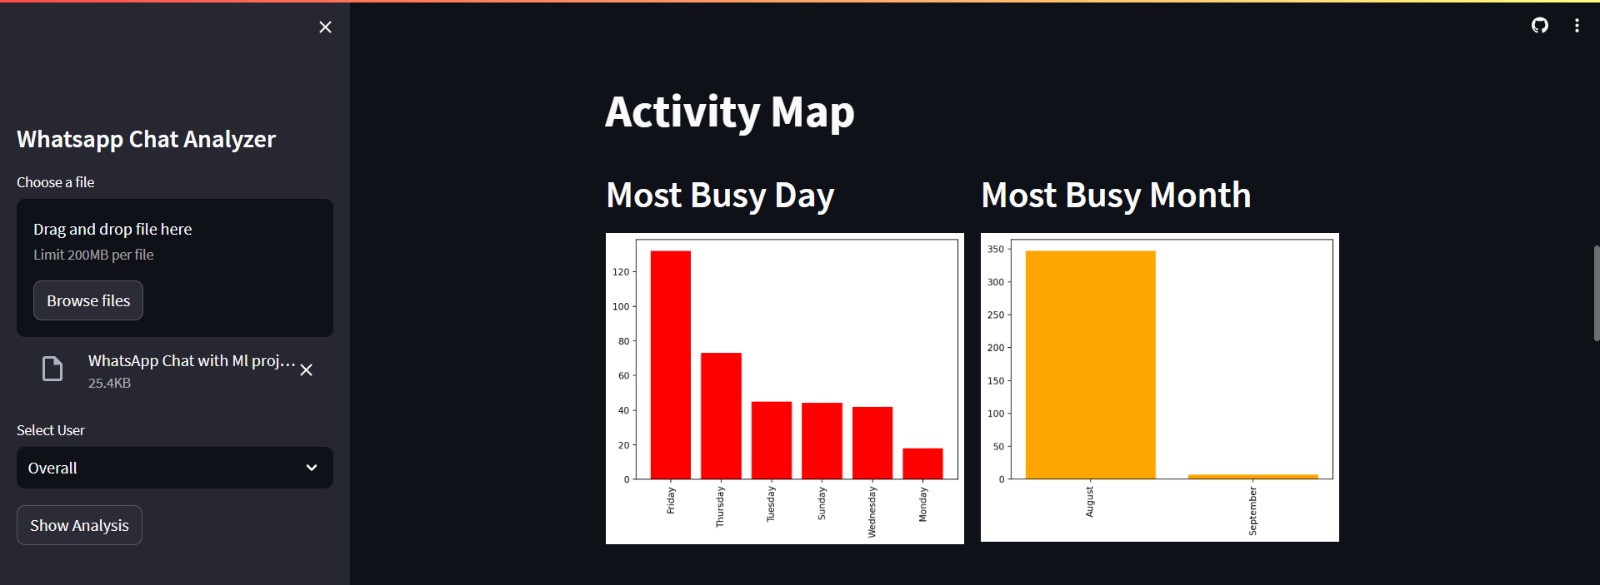 Whatsapp Chat Analyzer
Choose a file
Drag and drop file here
Limit 200MB per file
Browse files
WhatsApp Chat with Ml proj...
25.4KB
Select User
Overall
Show Analysis
Activity Map
Most Busy Day
120
100
80
60
40
20
0
Friday
Thursday
Tuesday
Sunday
Wednesday
Monday
Most Busy Month
350
300
250
200
150
100
50
0
August
September